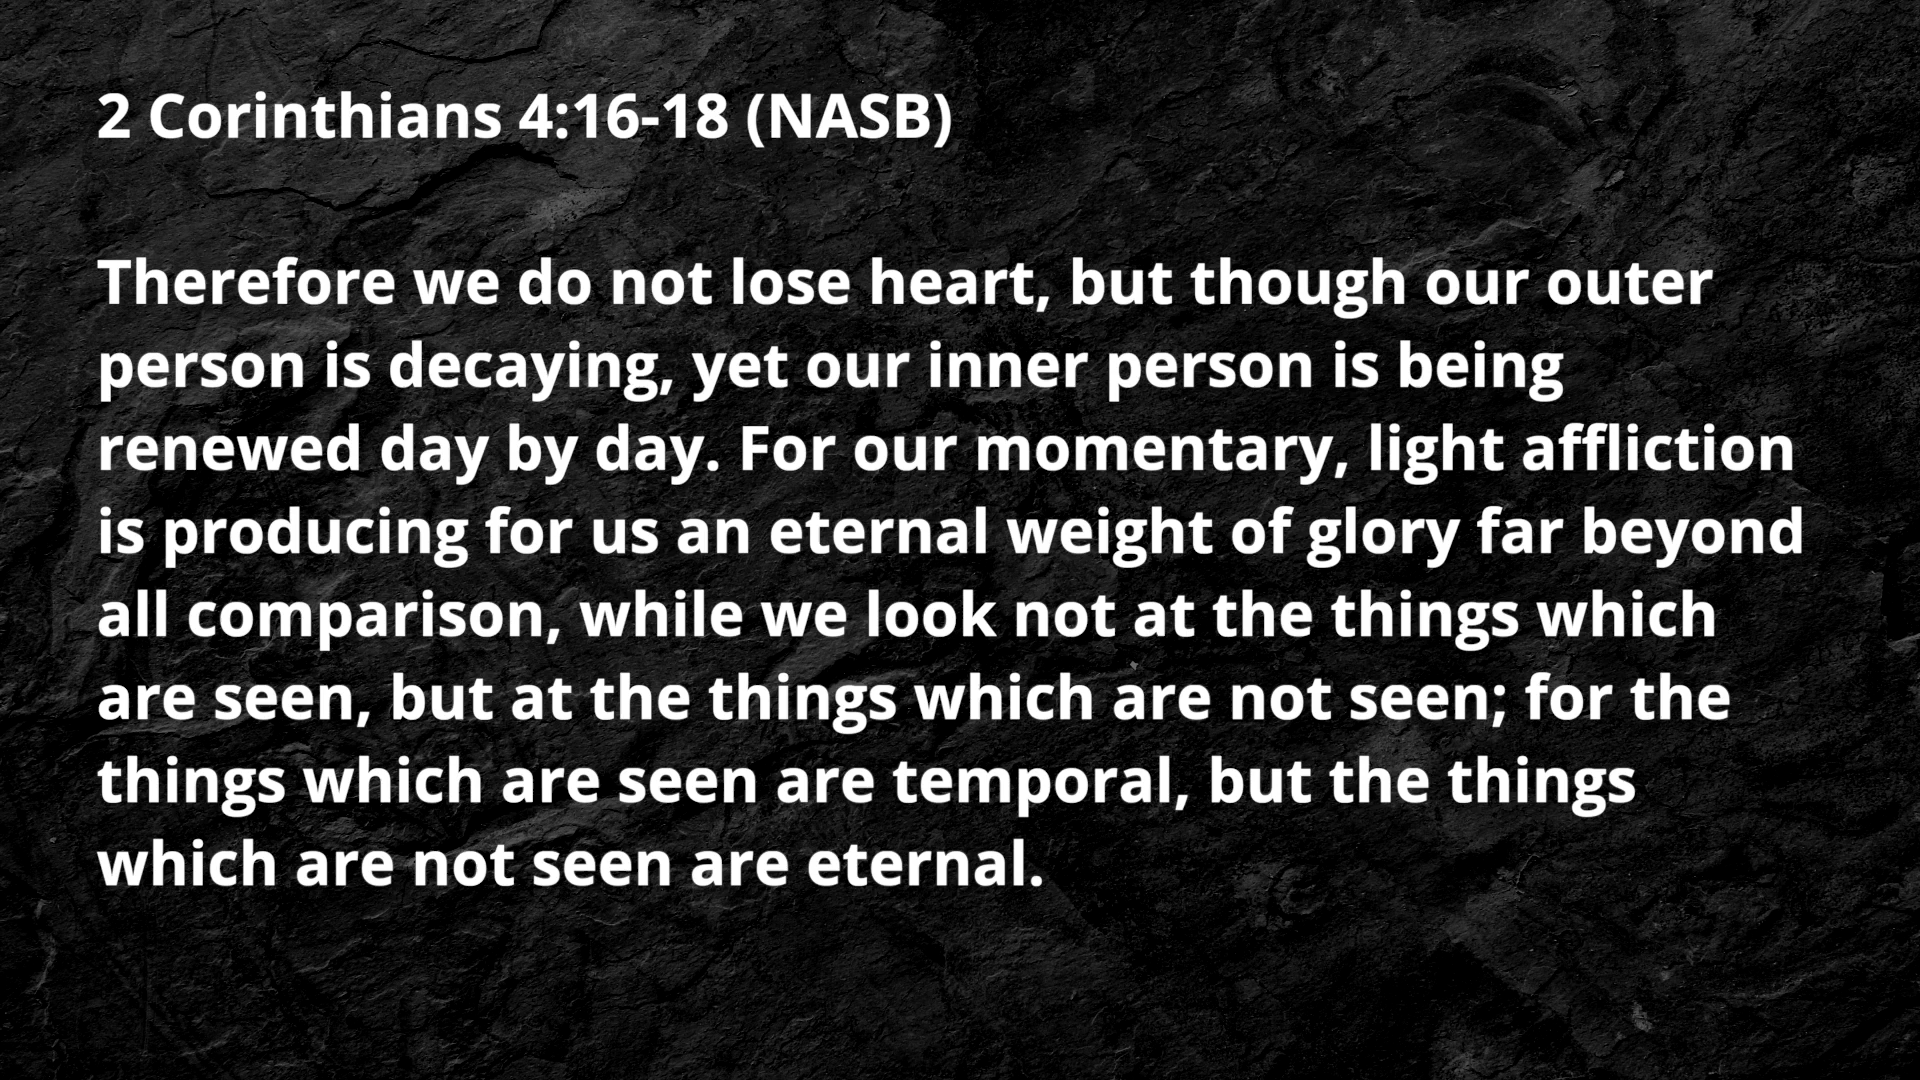 2 Corinthians 4:16-18 (NASB)
Therefore we do not lose heart, but though our outer
person is decaying, yet our inner person is being
renewed day by day. For our momentary, light affliction
is producing for us an eternal weight of glory far beyond
all comparison, while we look not at the things which
are seen, but at the things which are not seen; for the
things which are seen are temporal, but the things
which are not seen are eternal.